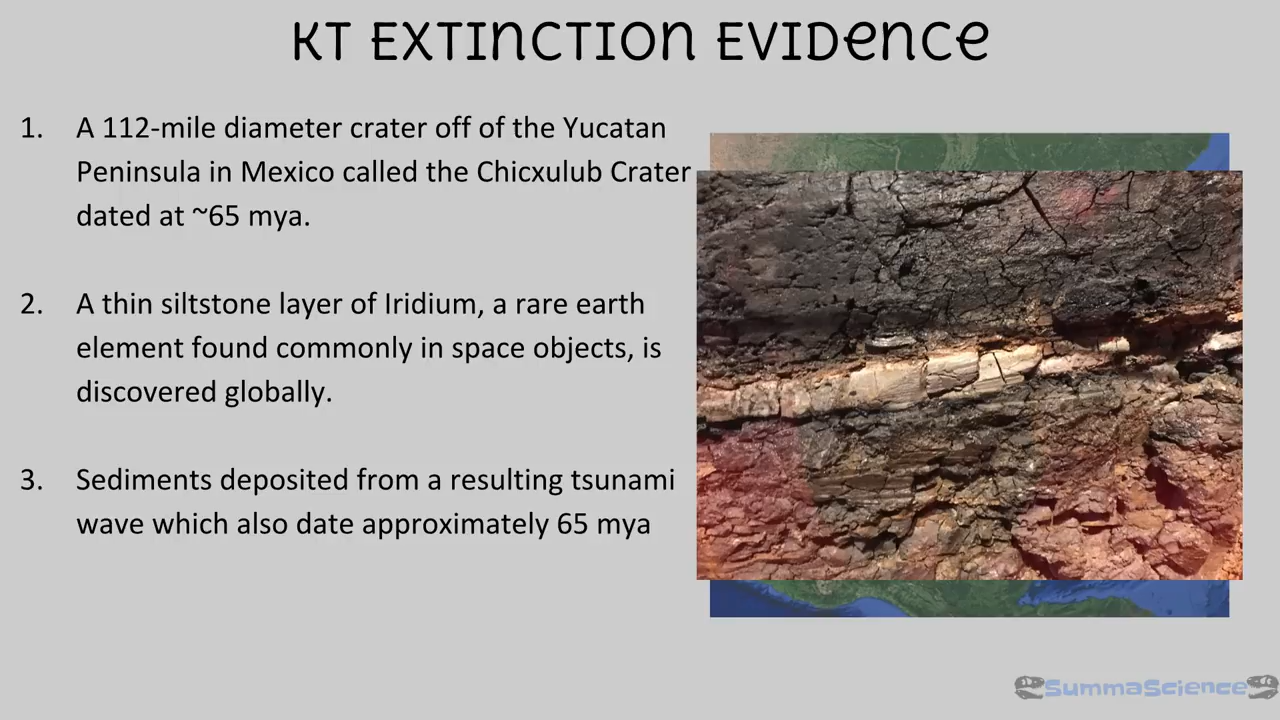 KT EXTINCTION EVIDENCE
1. A 112-mile diameter crater off of the Yucatan
Peninsula in Mexico called the Chicxulub Crater
dated at ~65 mya.
2. A thin siltstone layer of Iridium, a rare earth
element found commonly in space objects, is
discovered globally.
3. Sediments deposited from a resulting tsunami
wave which also date approximately 65 mya
SummaScience